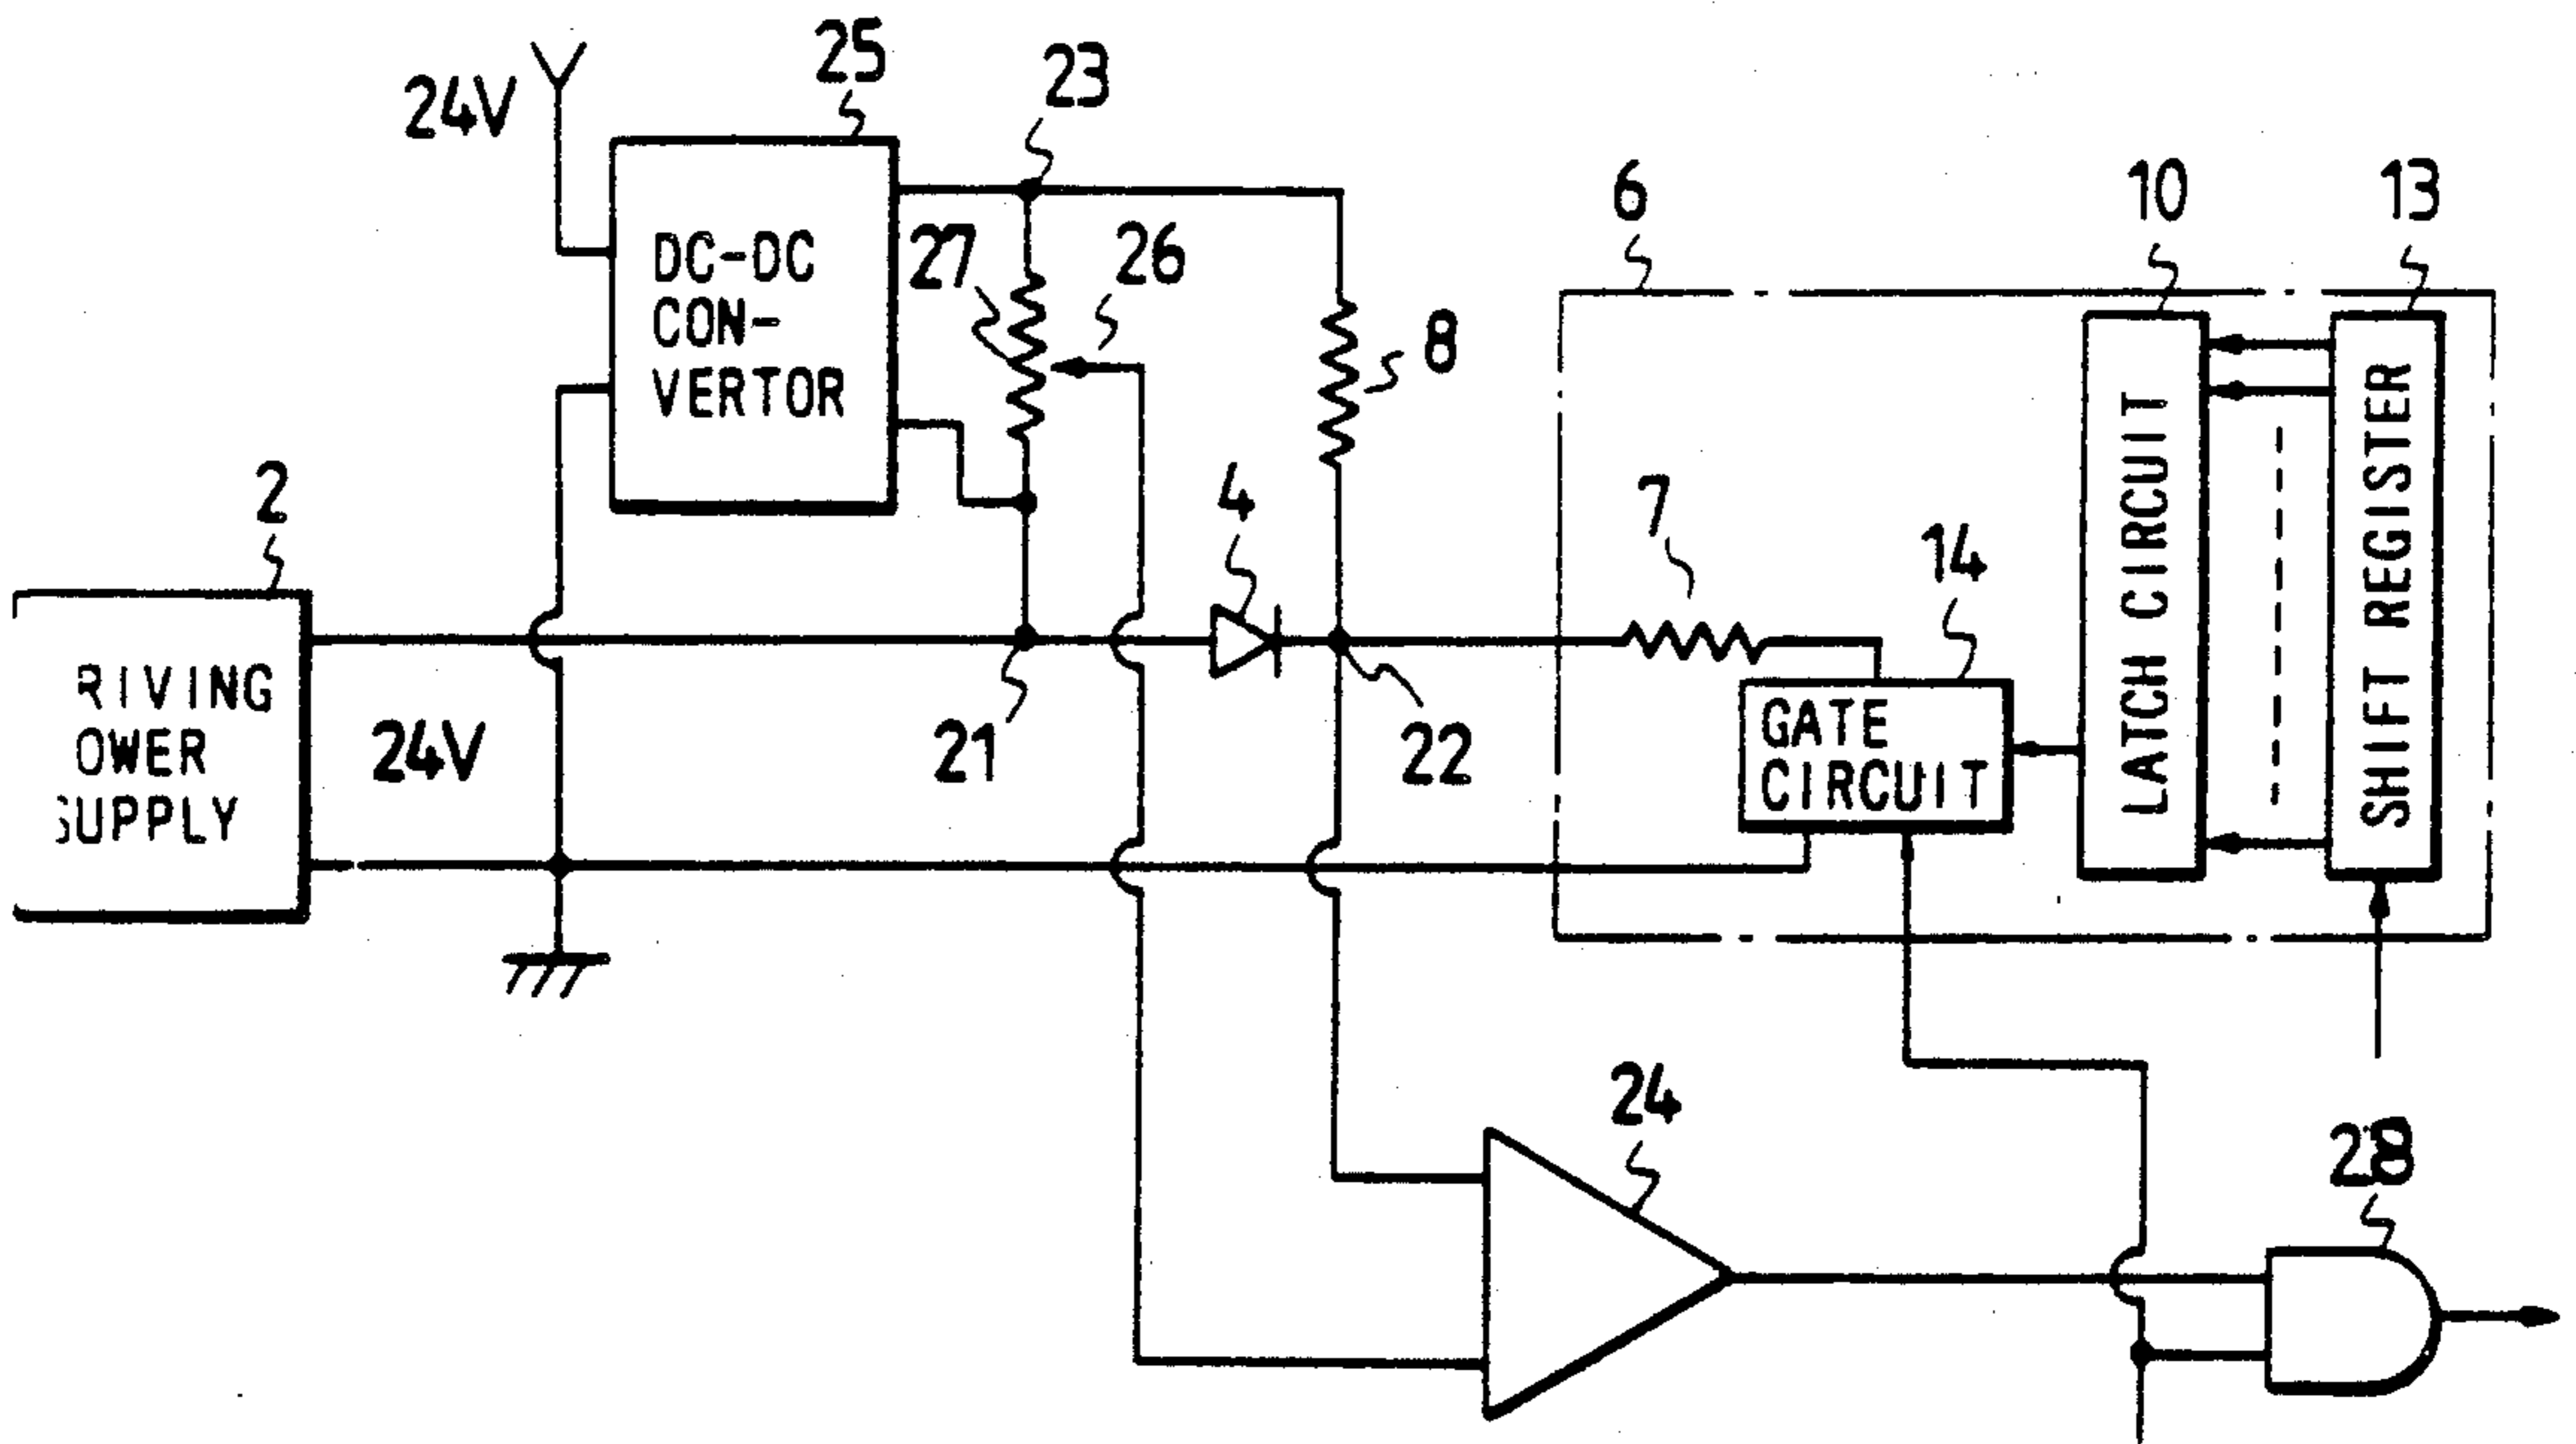 25
23
24V
6
10
13
DC-DC
CON-
VERTOR
27
26
8
2
4
7
14
LATCH CIRCUIT
SHIFT REGISTER
RIVING
OWER
SUPPLY
24V
21
22
GATE
CIRCUIT
24
28